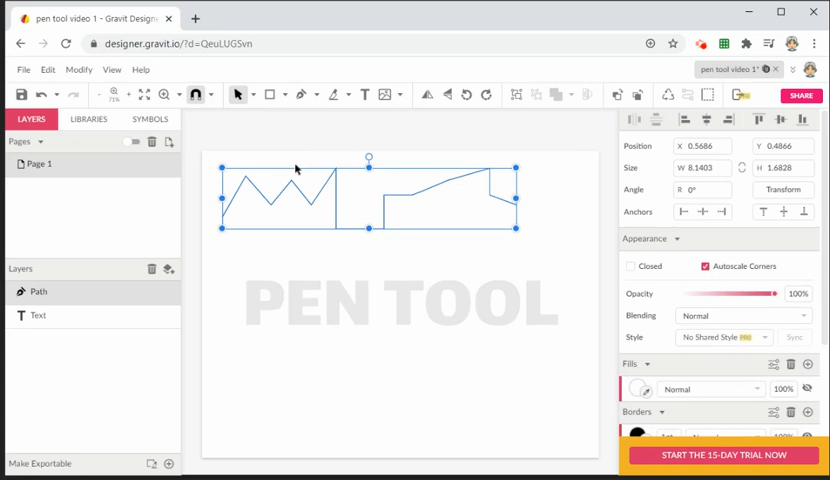 pen tool video 1 - Gravit Designe
designer.gravit.io/?d=QeuLUGSvn
File Edit Modify View Help
pen tool video 1*
71%
SHARE
LAYERS LIBRARIES SYMBOLS
Pages
Page 1
Layers
Path
Text
Make Exportable
PEN TOOL
Position X 0.5686 Y 0.4866
Size W 8.1403 H 1.6828
Angle R 0° Transform
Anchors
Appearance
Closed Autoscale Corners
Opacity 100%
Blending Normal
Style No Shared Style PRO Sync
Fills
Normal 100%
Borders
START THE 15-DAY TRIAL NOW